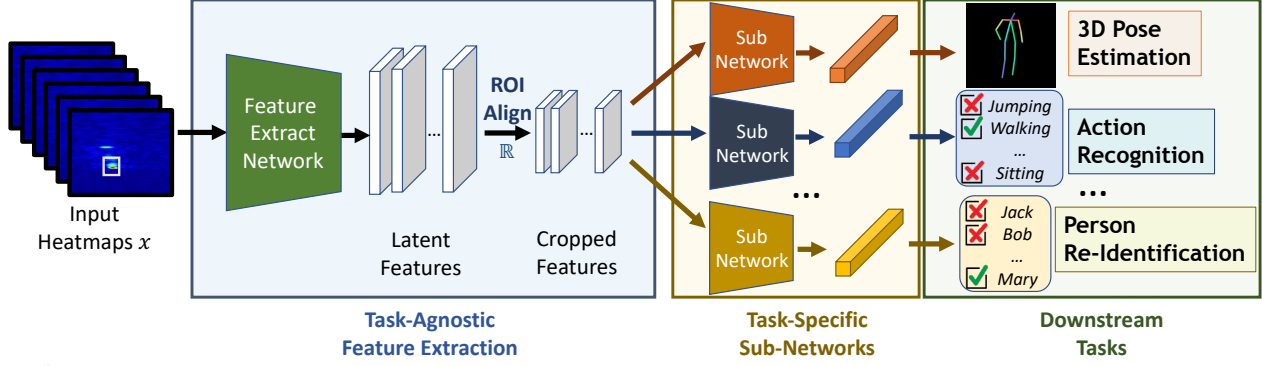 Input
Heatmaps x
Feature
Extract
Network
Latent
Features
ROI
Align
ℝ
Cropped
Features
Task-Agnostic
Feature Extraction
Sub
Network
Sub
Network
...
Sub
Network
Task-Specific
Sub-Networks
3D Pose
Estimation
Jumping
Walking
...
Sitting
Action
Recognition
...
Jack
Bob
...
Mary
Person
Re-Identification
Downstream
Tasks